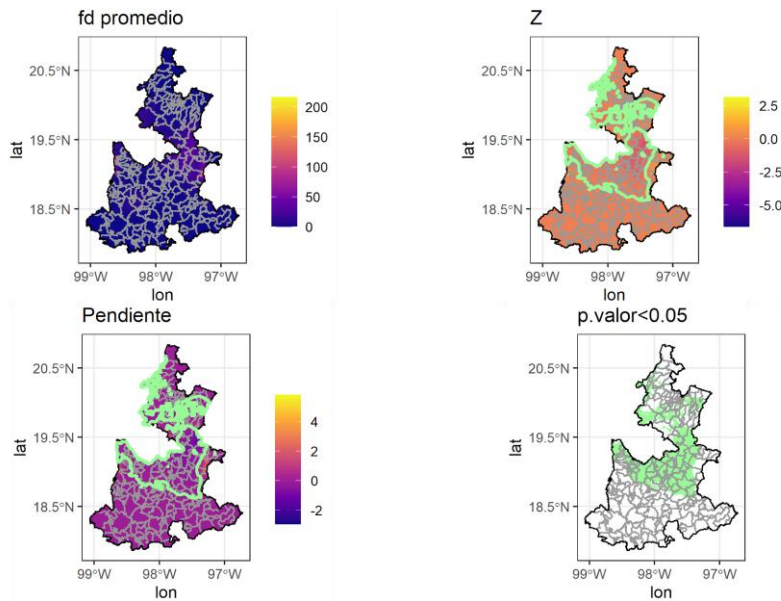 fd promedio
lat
20.5°N
19.5°N
18.5°N
99°W 98°W 97°W
lon
200
150
100
50
0
Z
lat
20.5°N
19.5°N
18.5°N
99°W 98°W 97°W
lon
2.5
0.0
-2.5
-5.0
Pendiente
lat
20.5°N
19.5°N
18.5°N
99°W 98°W 97°W
lon
4
2
0
-2
p.valor<0.05
lat
20.5°N
19.5°N
18.5°N
99°W 98°W 97°W
lon